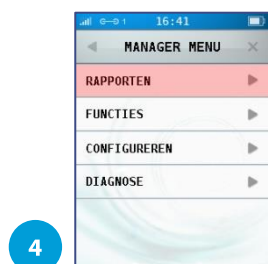 16:41
MANAGER MENU
RAPPORTEN
FUNCTIES
CONFIGUREREN
DIAGNOSE
4